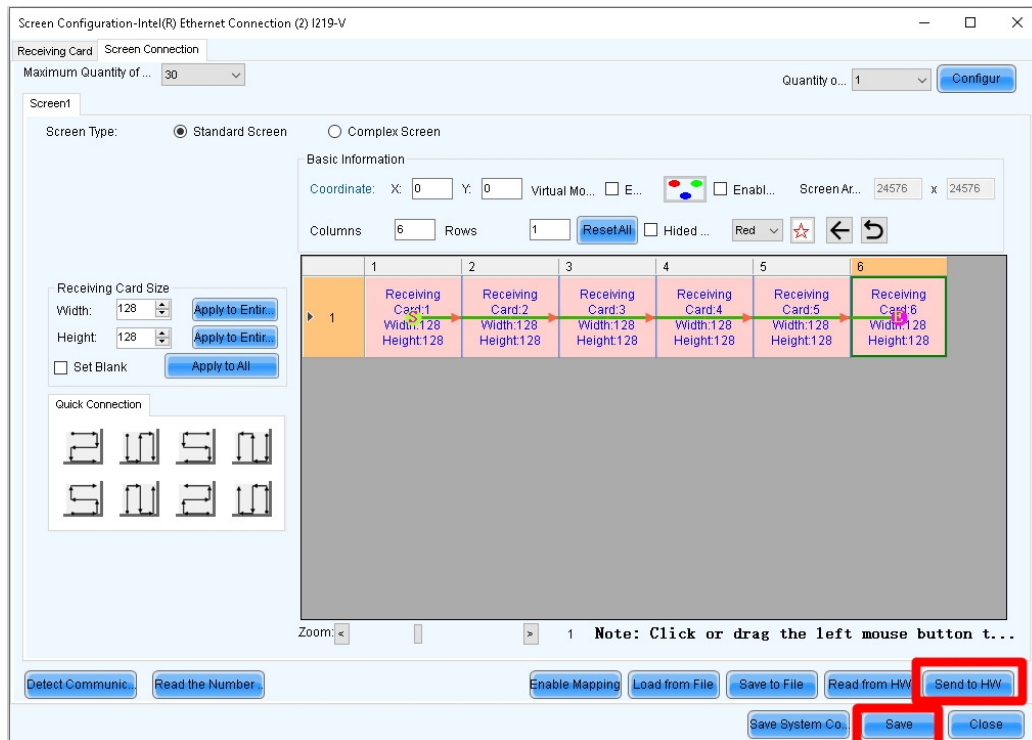 Screen Configuration-Intel(R) Ethernet Connection (2) I219-V
Receiving Card Screen Connection
Maximum Quantity of ... 30
Quantity o... 1 Configur
Screen1
Screen Type: Standard Screen Complex Screen
Basic Information
Coordinate: X: 0 Y: 0 Virtual Mo... E... Enabl... Screen Ar... 24576 x 24576
Columns 6 Rows 1 Reset All Hided ... Red
1 2 3 4 5 6
1
Receiving Card:1 Width:128 Height:128
Receiving Card:2 Width:128 Height:128
Receiving Card:3 Width:128 Height:128
Receiving Card:4 Width:128 Height:128
Receiving Card:5 Width:128 Height:128
Receiving Card:6 Width:128 Height:128
S
E
Receiving Card Size
Width: 128 Apply to Entir...
Height: 128 Apply to Entir...
Set Blank Apply to All
Quick Connection
Zoom: < > 1 Note: Click or drag the left mouse button t...
Detect Communic... Read the Number... Enable Mapping Load from File Save to File Read from HW Send to HW
Save System Co... Save Close